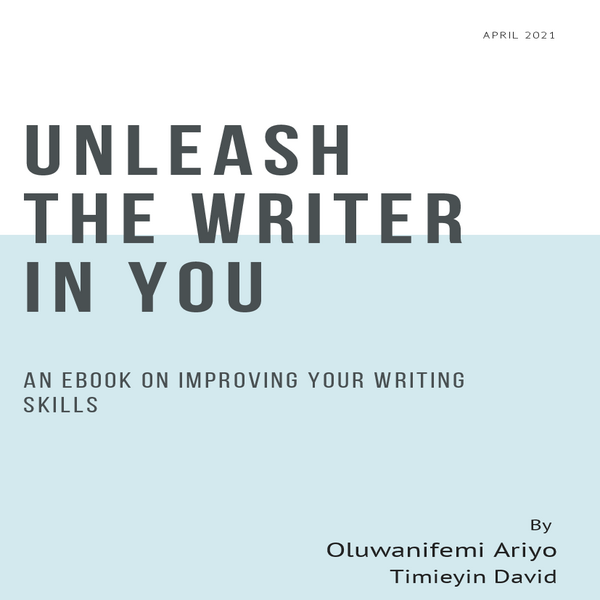 APRIL 2021
UNLEASH
THE WRITER
IN YOU
AN EBOOK ON IMPROVING YOUR WRITING
SKILLS
By
Oluwanifemi Ariyo
Timieyin David